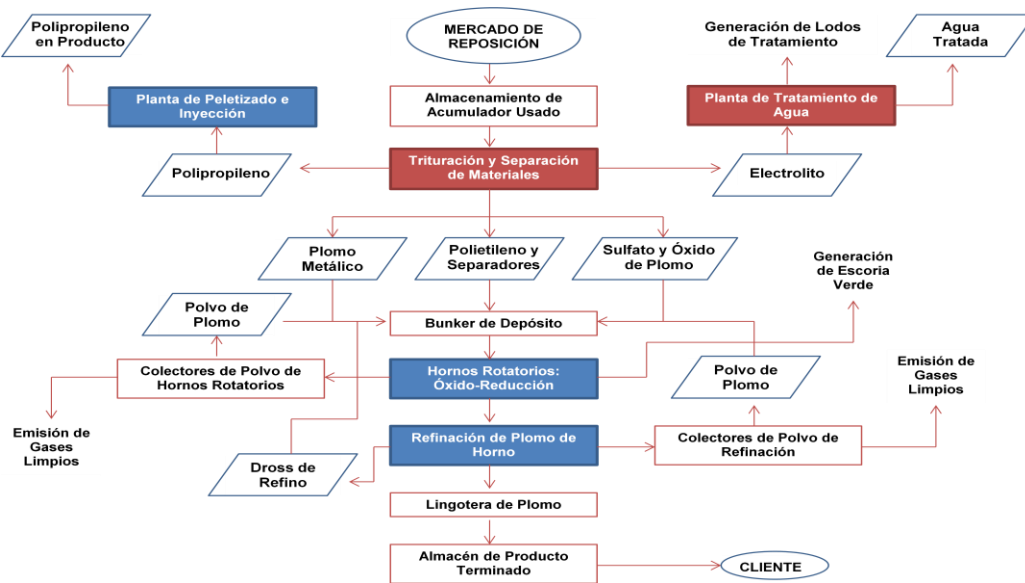 Polipropileno
en Producto
MERCADO DE
REPOSICIÓN
Generación de Lodos
de Tratamiento
Agua
Tratada
Planta de Peletizado e
Inyección
Almacenamiento de
Acumulador Usado
Planta de Tratamiento de
Agua
Polipropileno
Trituración y Separación
de Materiales
Electrolito
Plomo
Metálico
Polietileno y
Separadores
Sulfato y Óxido
de Plomo
Generación
de Escoria
Verde
Polvo de
Plomo
Bunker de Depósito
Colectores de Polvo de
Hornos Rotatorios
Hornos Rotatorios:
Óxido-Reducción
Polvo de
Plomo
Emisión de
Gases
Limpios
Emisión de
Gases
Limpios
Refinación de Plomo de
Horno
Colectores de Polvo de
Refinación
Dross de
Refino
Lingotera de Plomo
Almacén de Producto
Terminado
CLIENTE